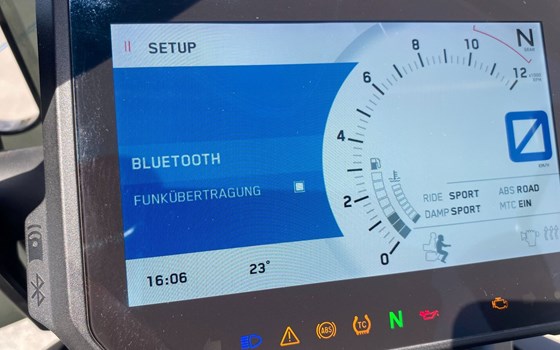 SETUP
N
BLUETOOTH
FUNKÜBERTRAGUNG
16:06
23°
0
2
4
6
8
10
12
RIDE SPORT
DAMP SPORT
ABS ROAD
MTC EIN
ABS
TC
N